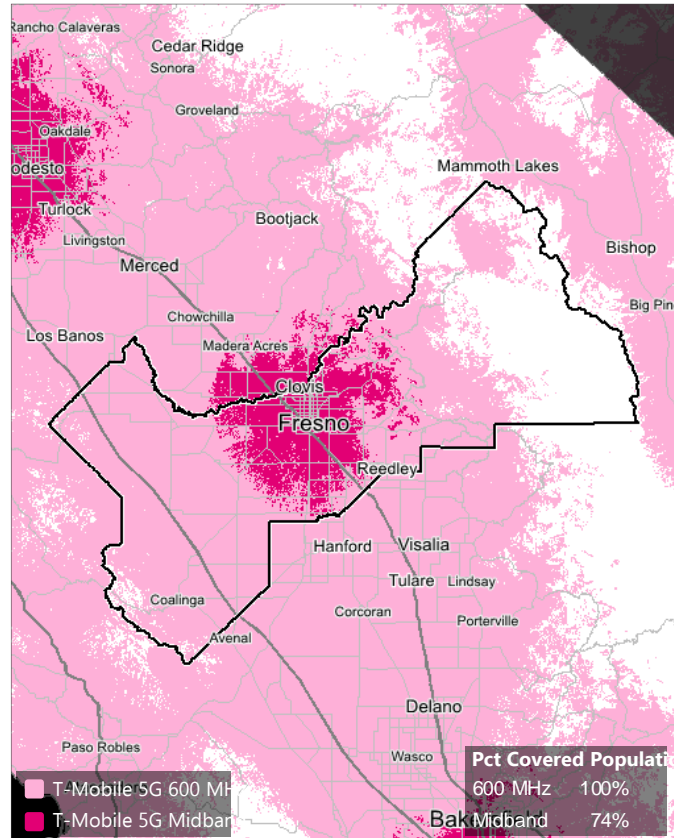 Rancho Calaveras
Cedar Ridge
Sonora
Groveland
Oakdale
odesto
Turlock
Mammoth Lakes
Bootjack
Livingston
Bishop
Merced
Big Pin
Chowchilla
Los Banos
Madera Acres
Clovis
Fresno
Reedley
Hanford
Visalia
Tulare
Lindsay
Coalinga
Corcoran
Porterville
Avenal
Delano
Paso Robles
Wasco
Pct Covered Populati
T-Mobile 5G 600 MH
600 MHz 100%
T-Mobile 5G Midban
Midband 74%